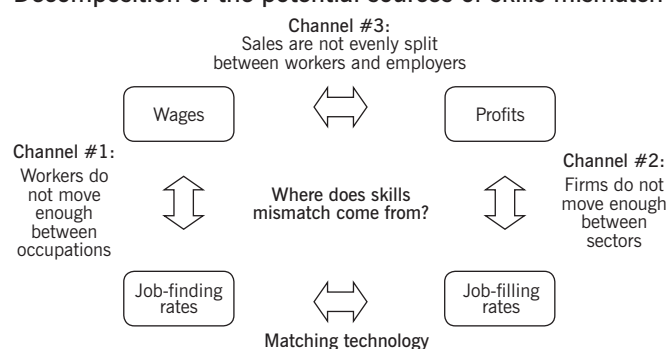 Decomposition of the potential sources of skills mismatch
Channel #3:
Sales are not evenly split
between workers and employers
Wages
Profits
Channel #1:
Workers do
not move
enough
between
occupations
Where does skills
mismatch come from?
Channel #2:
Firms do not
move enough
between
sectors
Job-finding
rates
Job-filling
rates
Matching technology